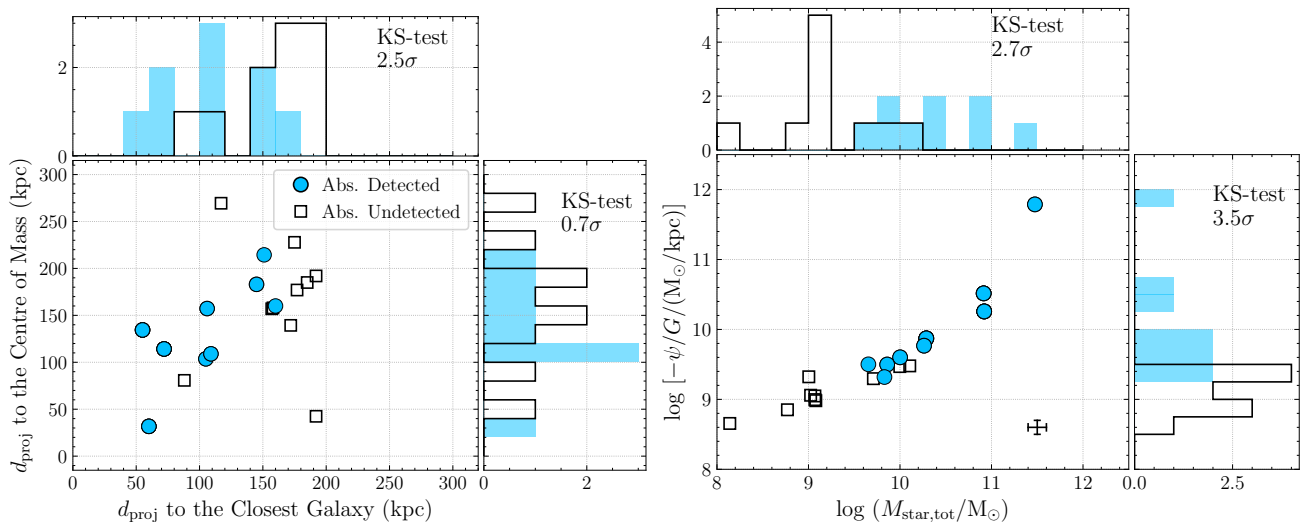 KS-test
2.5σ
0
2
d_proj to the Centre of Mass (kpc)
300
250
200
150
100
50
0
Abs. Detected
Abs. Undetected
KS-test
0.7σ
0 50 100 150 200 250 300
0 2
d_proj to the Closest Galaxy (kpc)
KS-test
2.7σ
4
2
0
log [−ψ/G/(M⊙/kpc)]
12
11
10
9
8
KS-test
3.5σ
8 9 10 11 12
0.0 2.5
log (M_star,tot/M⊙)